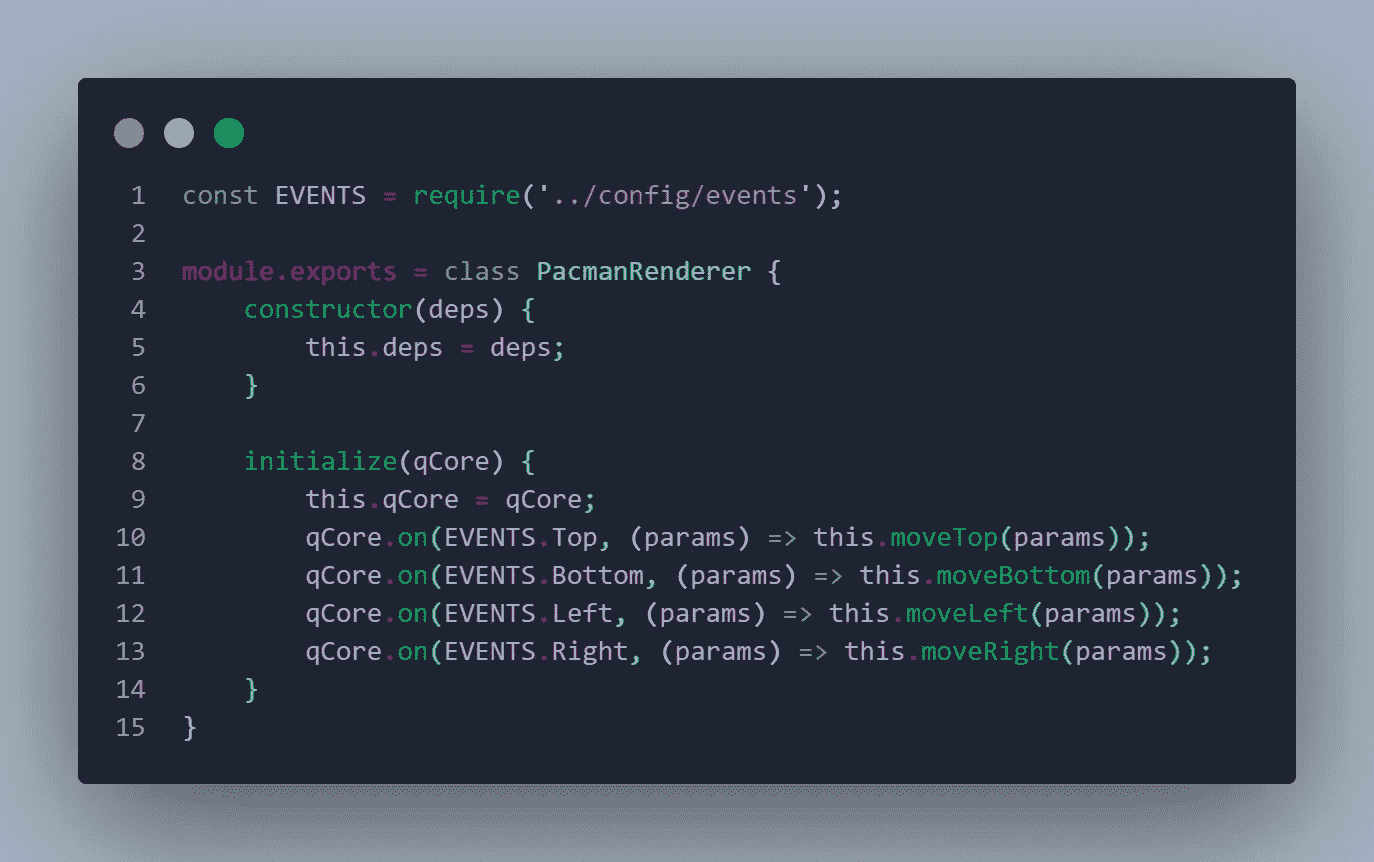 1 const EVENTS = require('../config/events');
2
3 module.exports = class PacmanRenderer {
4     constructor(deps) {
5         this.deps = deps;
6     }
7
8     initialize(qCore) {
9         this.qCore = qCore;
10         qCore.on(EVENTS.Top, (params) => this.moveTop(params));
11         qCore.on(EVENTS.Bottom, (params) => this.moveBottom(params));
12         qCore.on(EVENTS.Left, (params) => this.moveLeft(params));
13         qCore.on(EVENTS.Right, (params) => this.moveRight(params));
14     }
15 }